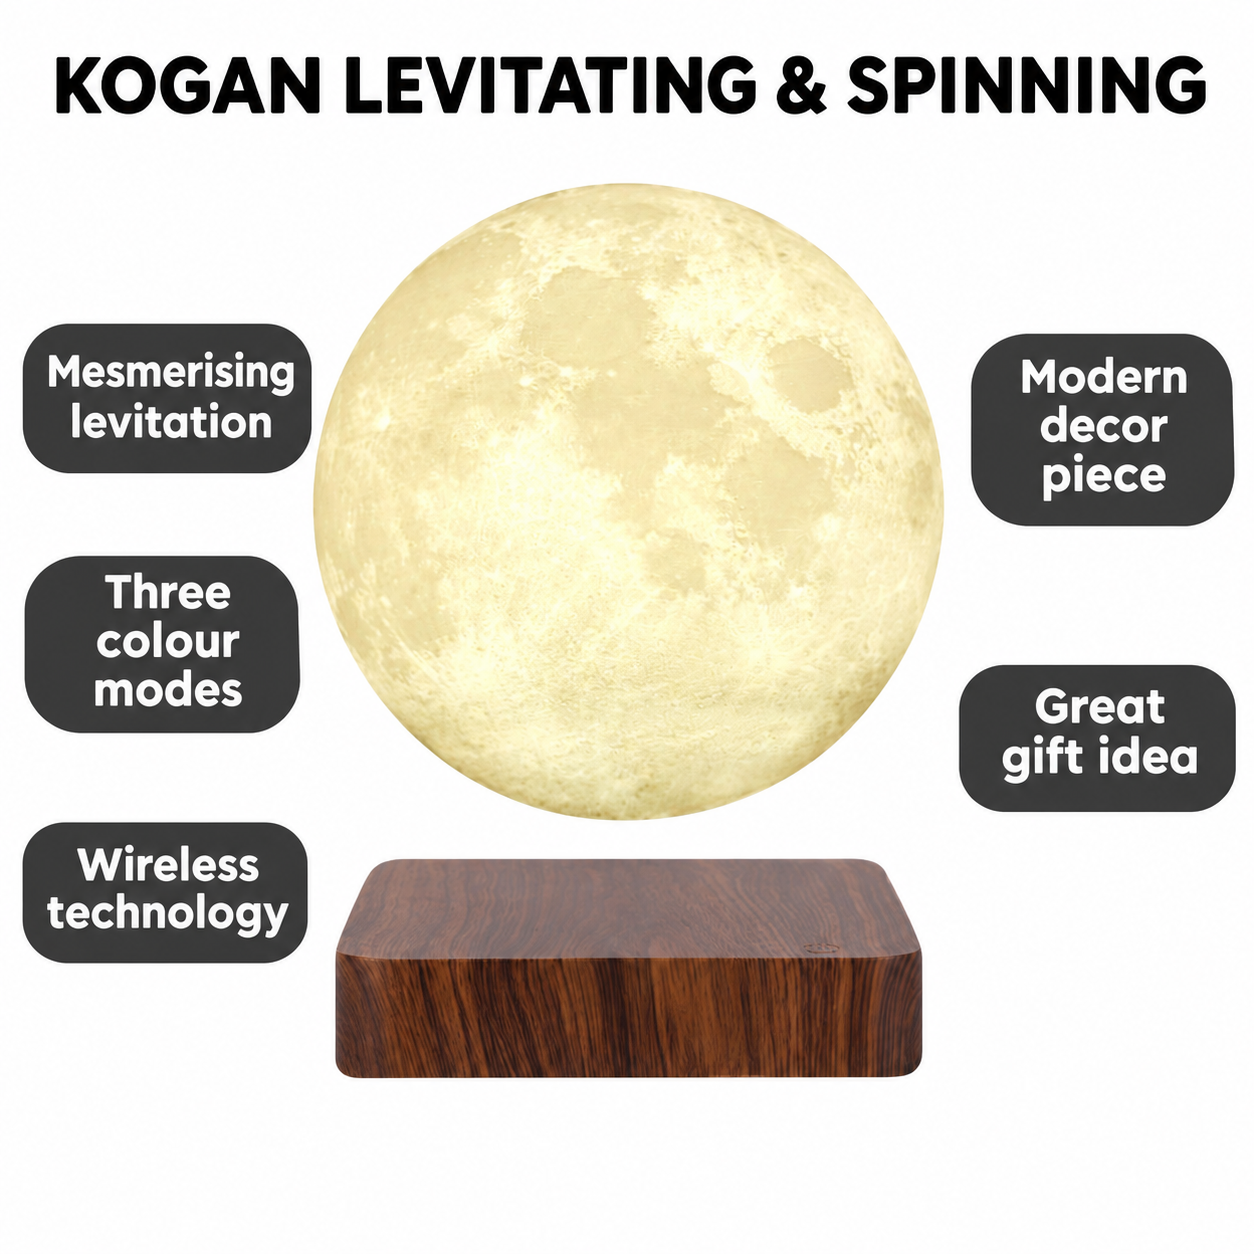 KOGAN LEVITATING & SPINNING
Mesmerising
levitation
Three
colour
modes
Wireless
technology
Modern
decor
piece
Great
gift idea